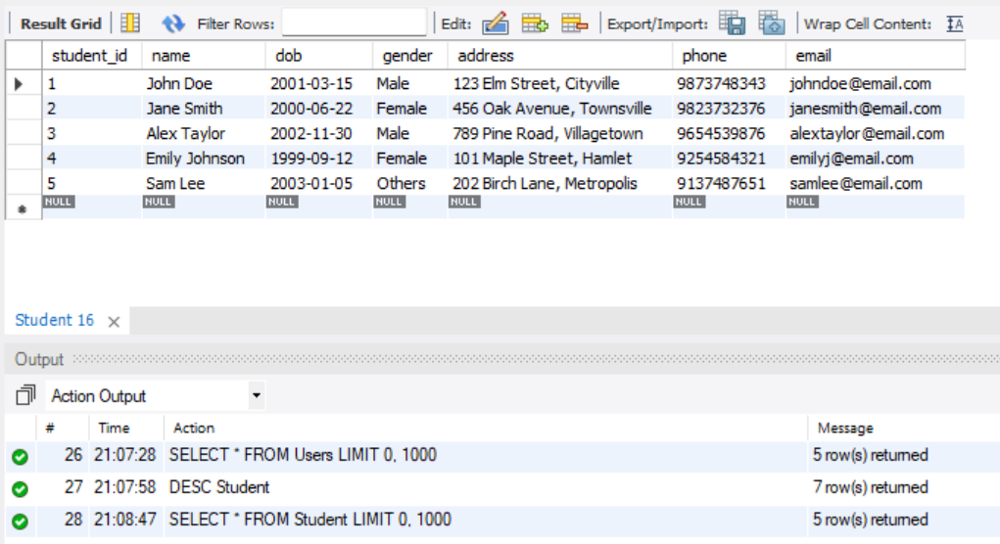 Result Grid Filter Rows: Edit: Export/Import: Wrap Cell Content: IA
student_id name dob gender address phone email
1 John Doe 2001-03-15 Male 123 Elm Street, Cityville 9873748343 johndoe@email.com
2 Jane Smith 2000-06-22 Female 456 Oak Avenue, Townsville 9823732376 janesmith@email.com
3 Alex Taylor 2002-11-30 Male 789 Pine Road, Villagetown 9654539876 alextaylor@email.com
4 Emily Johnson 1999-09-12 Female 101 Maple Street, Hamlet 9254584321 emilyj@email.com
5 Sam Lee 2003-01-05 Others 202 Birch Lane, Metropolis 9137487651 samlee@email.com
NULL NULL NULL NULL NULL NULL NULL
Student 16
Output
Action Output
# Time Action Message
26 21:07:28 SELECT * FROM Users LIMIT 0, 1000 5 row(s) returned
27 21:07:58 DESC Student 7 row(s) returned
28 21:08:47 SELECT * FROM Student LIMIT 0, 1000 5 row(s) returned